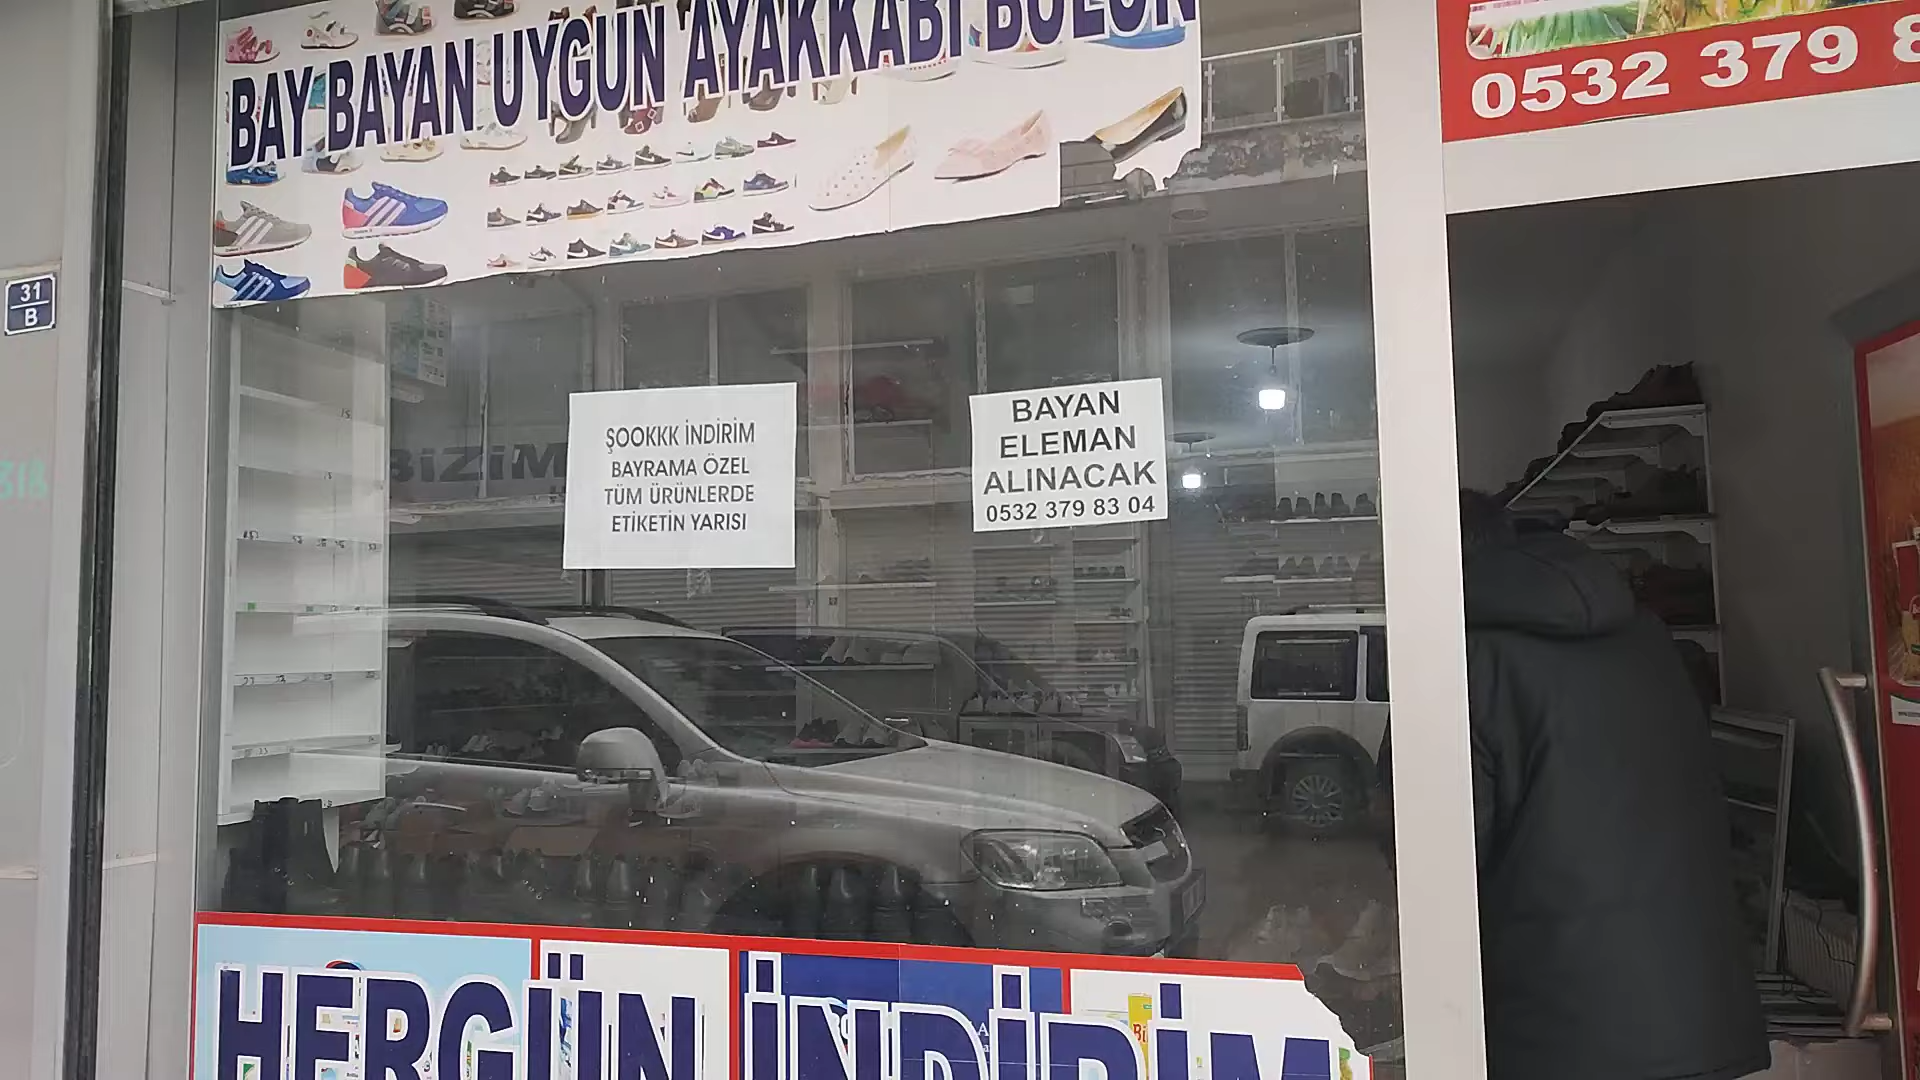 BAY BAYAN UYGUN AYAKKABI BÖLÜN
0532 379 8
31
B
BİZİM
ŞOOKKK İNDİRİM
BAYRAMA ÖZEL
TÜM ÜRÜNLERDE
ETİKETİN YARISI
BAYAN
ELEMAN
ALINACAK
0532 379 83 04
HERGÜN İNDİRİM